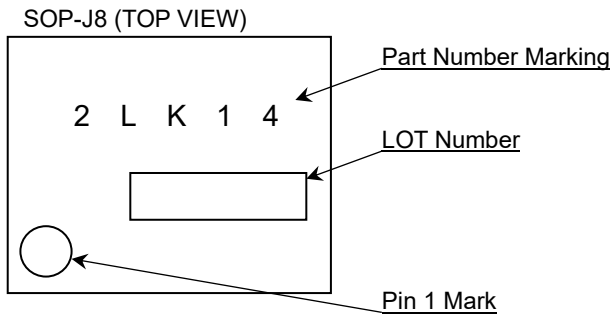 SOP-J8 (TOP VIEW)
Part Number Marking
2 L K 1 4
LOT Number
Pin 1 Mark